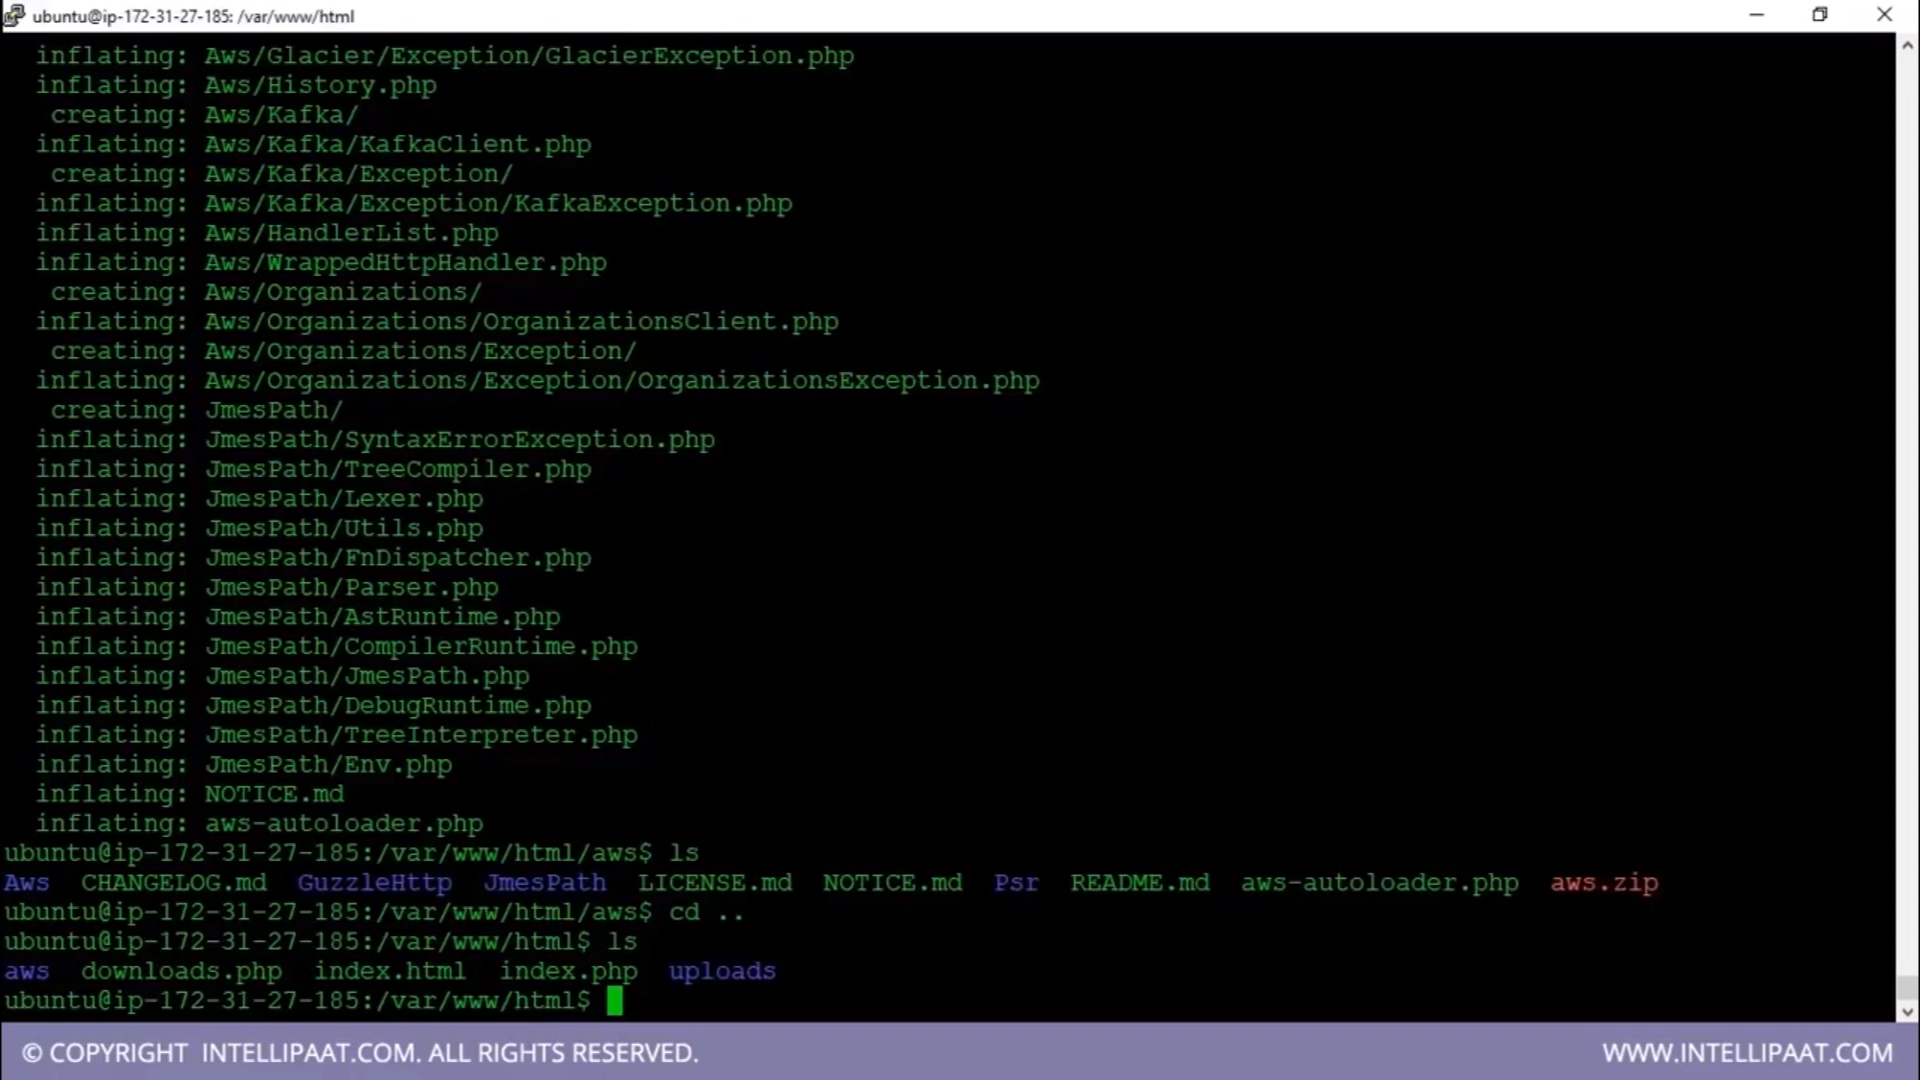 ubuntu@ip-172-31-27-185: /var/www/html
inflating: Aws/Glacier/Exception/GlacierException.php
inflating: Aws/History.php
creating: Aws/Kafka/
inflating: Aws/Kafka/KafkaClient.php
creating: Aws/Kafka/Exception/
inflating: Aws/Kafka/Exception/KafkaException.php
inflating: Aws/HandlerList.php
inflating: Aws/WrappedHttpHandler.php
creating: Aws/Organizations/
inflating: Aws/Organizations/OrganizationsClient.php
creating: Aws/Organizations/Exception/
inflating: Aws/Organizations/Exception/OrganizationsException.php
creating: JmesPath/
inflating: JmesPath/SyntaxErrorException.php
inflating: JmesPath/TreeCompiler.php
inflating: JmesPath/Lexer.php
inflating: JmesPath/Utils.php
inflating: JmesPath/FnDispatcher.php
inflating: JmesPath/Parser.php
inflating: JmesPath/AstRuntime.php
inflating: JmesPath/CompilerRuntime.php
inflating: JmesPath/JmesPath.php
inflating: JmesPath/DebugRuntime.php
inflating: JmesPath/TreeInterpreter.php
inflating: JmesPath/Env.php
inflating: NOTICE.md
inflating: aws-autoloader.php
ubuntu@ip-172-31-27-185:/var/www/html/aws$ ls
Aws CHANGELOG.md GuzzleHttp JmesPath LICENSE.md NOTICE.md Psr README.md aws-autoloader.php aws.zip
ubuntu@ip-172-31-27-185:/var/www/html/aws$ cd ..
ubuntu@ip-172-31-27-185:/var/www/html$ ls
aws downloads.php index.html index.php uploads
ubuntu@ip-172-31-27-185:/var/www/html$
© COPYRIGHT INTELLIPAAT.COM. ALL RIGHTS RESERVED.
WWW.INTELLIPAAT.COM